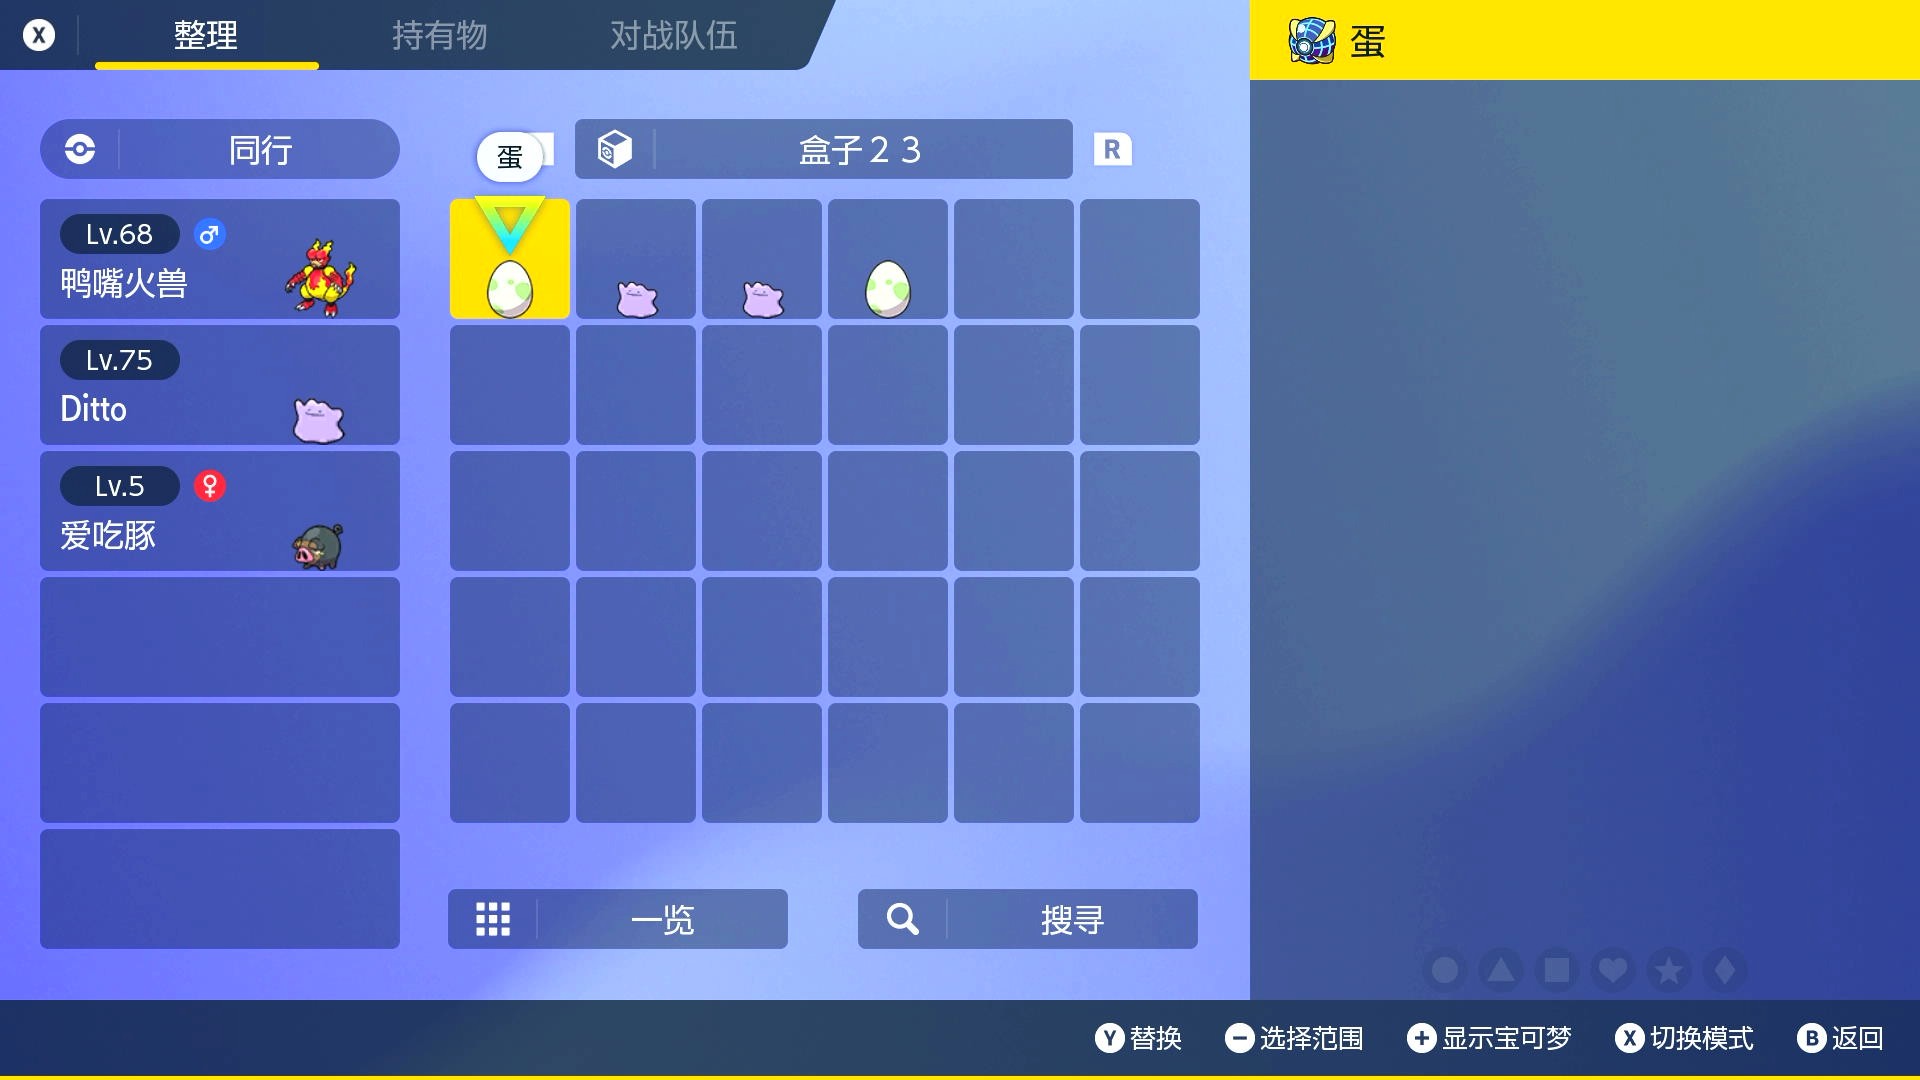 X 整理 持有物 对战队伍
蛋
同行
蛋
盒子23
R
Lv.68
鸭嘴火兽
Lv.75
Ditto
Lv.5
爱吃豚
一览
搜寻
Y 替换 选择范围 显示宝可梦 X 切换模式 B 返回